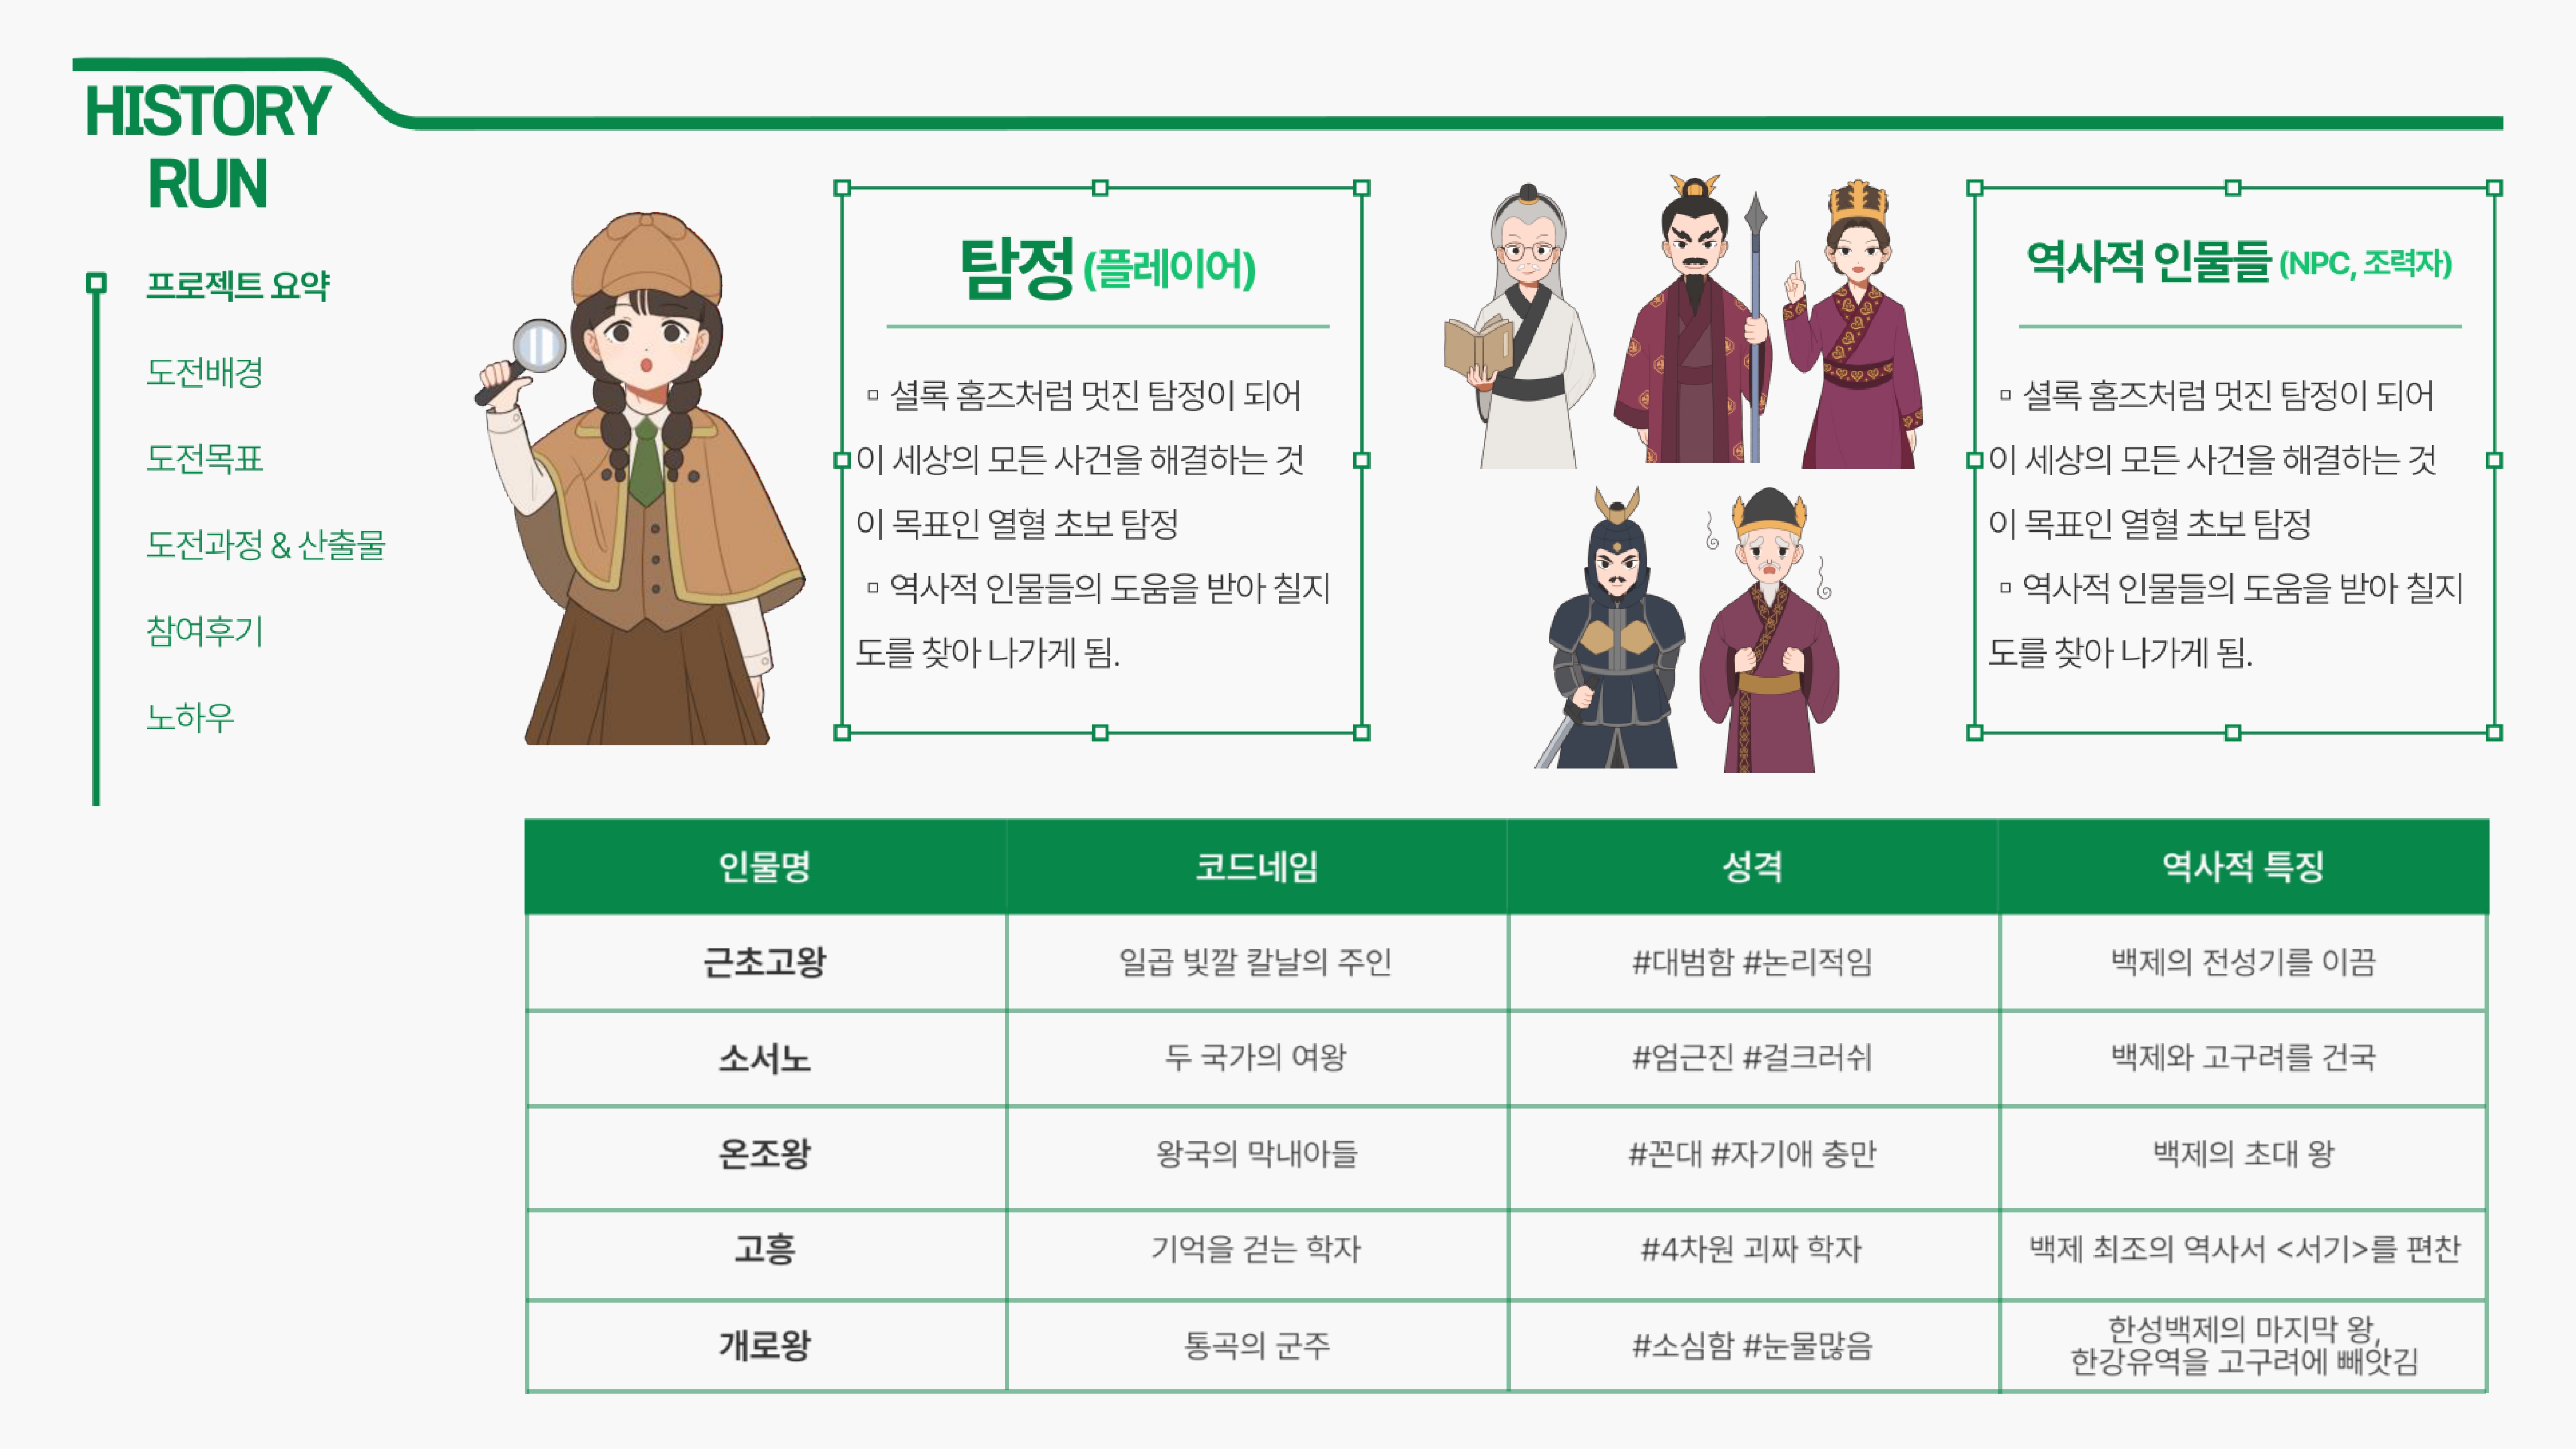 HISTORY
RUN
프로젝트 요약
도전배경
도전목표
도전과정 & 산출물
참여후기
노하우
탐정 (플레이어)
▫ 셜록 홈즈처럼 멋진 탐정이 되어
이 세상의 모든 사건을 해결하는 것
이 목표인 열혈 초보 탐정
▫ 역사적 인물들의 도움을 받아 칠지
도를 찾아 나가게 됨.
역사적 인물들 (NPC, 조력자)
▫ 셜록 홈즈처럼 멋진 탐정이 되어
이 세상의 모든 사건을 해결하는 것
이 목표인 열혈 초보 탐정
▫ 역사적 인물들의 도움을 받아 칠지
도를 찾아 나가게 됨.
인물명 코드네임 성격 역사적 특징
근초고왕 일곱 빛깔 칼날의 주인 #대범함 #논리적임 백제의 전성기를 이끔
소서노 두 국가의 여왕 #엄근진 #걸크러쉬 백제와 고구려를 건국
온조왕 왕국의 막내아들 #꼰대 #자기애 충만 백제의 초대 왕
고흥 기억을 걷는 학자 #4차원 괴짜 학자 백제 최조의 역사서 <서기>를 편찬
개로왕 통곡의 군주 #소심함 #눈물많음 한성백제의 마지막 왕,
한강유역을 고구려에 빼앗김